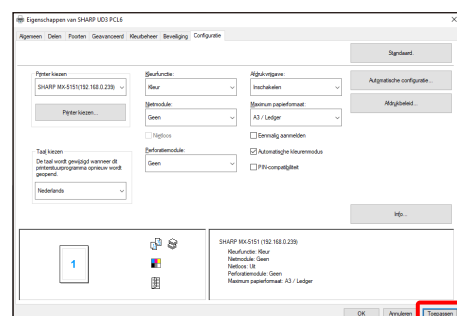 Eigenschappen van SHARP UD3 PCL6
Algemeen Delen Poorten Geavanceerd Kleurbeheer Beveiliging Configuratie
Standaard
Printer kiezen
SHARP MX-5151(192.168.0.239)
Printer kiezen...
Taal kiezen
De taal wordt gewijzigd wanneer dit
printerstuurprogramma opnieuw wordt
geopend.
Nederlands
Kleurfunctie:
Kleur
Nietmodule:
Geen
Nietloos
Perforatiemodule:
Geen
Afdrukvrijgave:
Inschakelen
Maximum papierformaat:
A3 / Ledger
Eenmalig aanmelden
Automatische kleurenmodus
PIN-compatibiliteit
Automatische configuratie...
Afdrukbeleid...
Info...
1
SHARP MX-5151 (192.168.0.239)
Kleurfunctie: Kleur
Nietmodule: Geen
Nietloos: Uit
Perforatiemodule: Geen
Maximum papierformaat: A3 / Ledger
OK Annuleren Toepassen